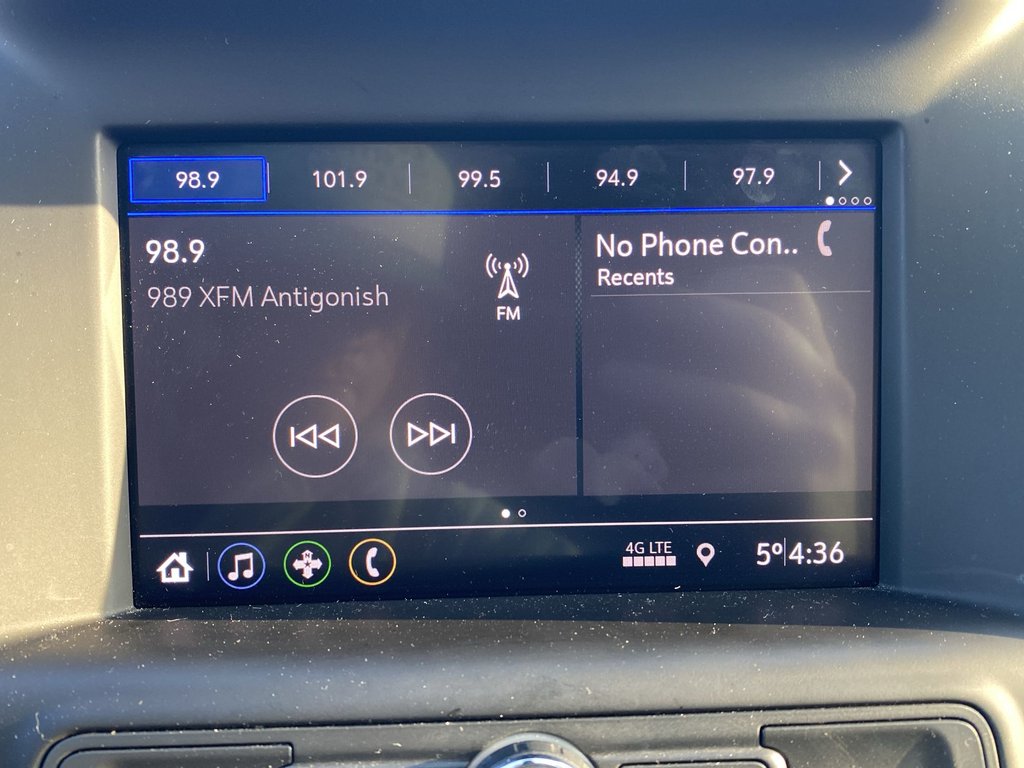 98.9 101.9 99.5 94.9 97.9
98.9
989 XFM Antigonish
FM
No Phone Con..
Recents
N
4G LTE
5° 4:36